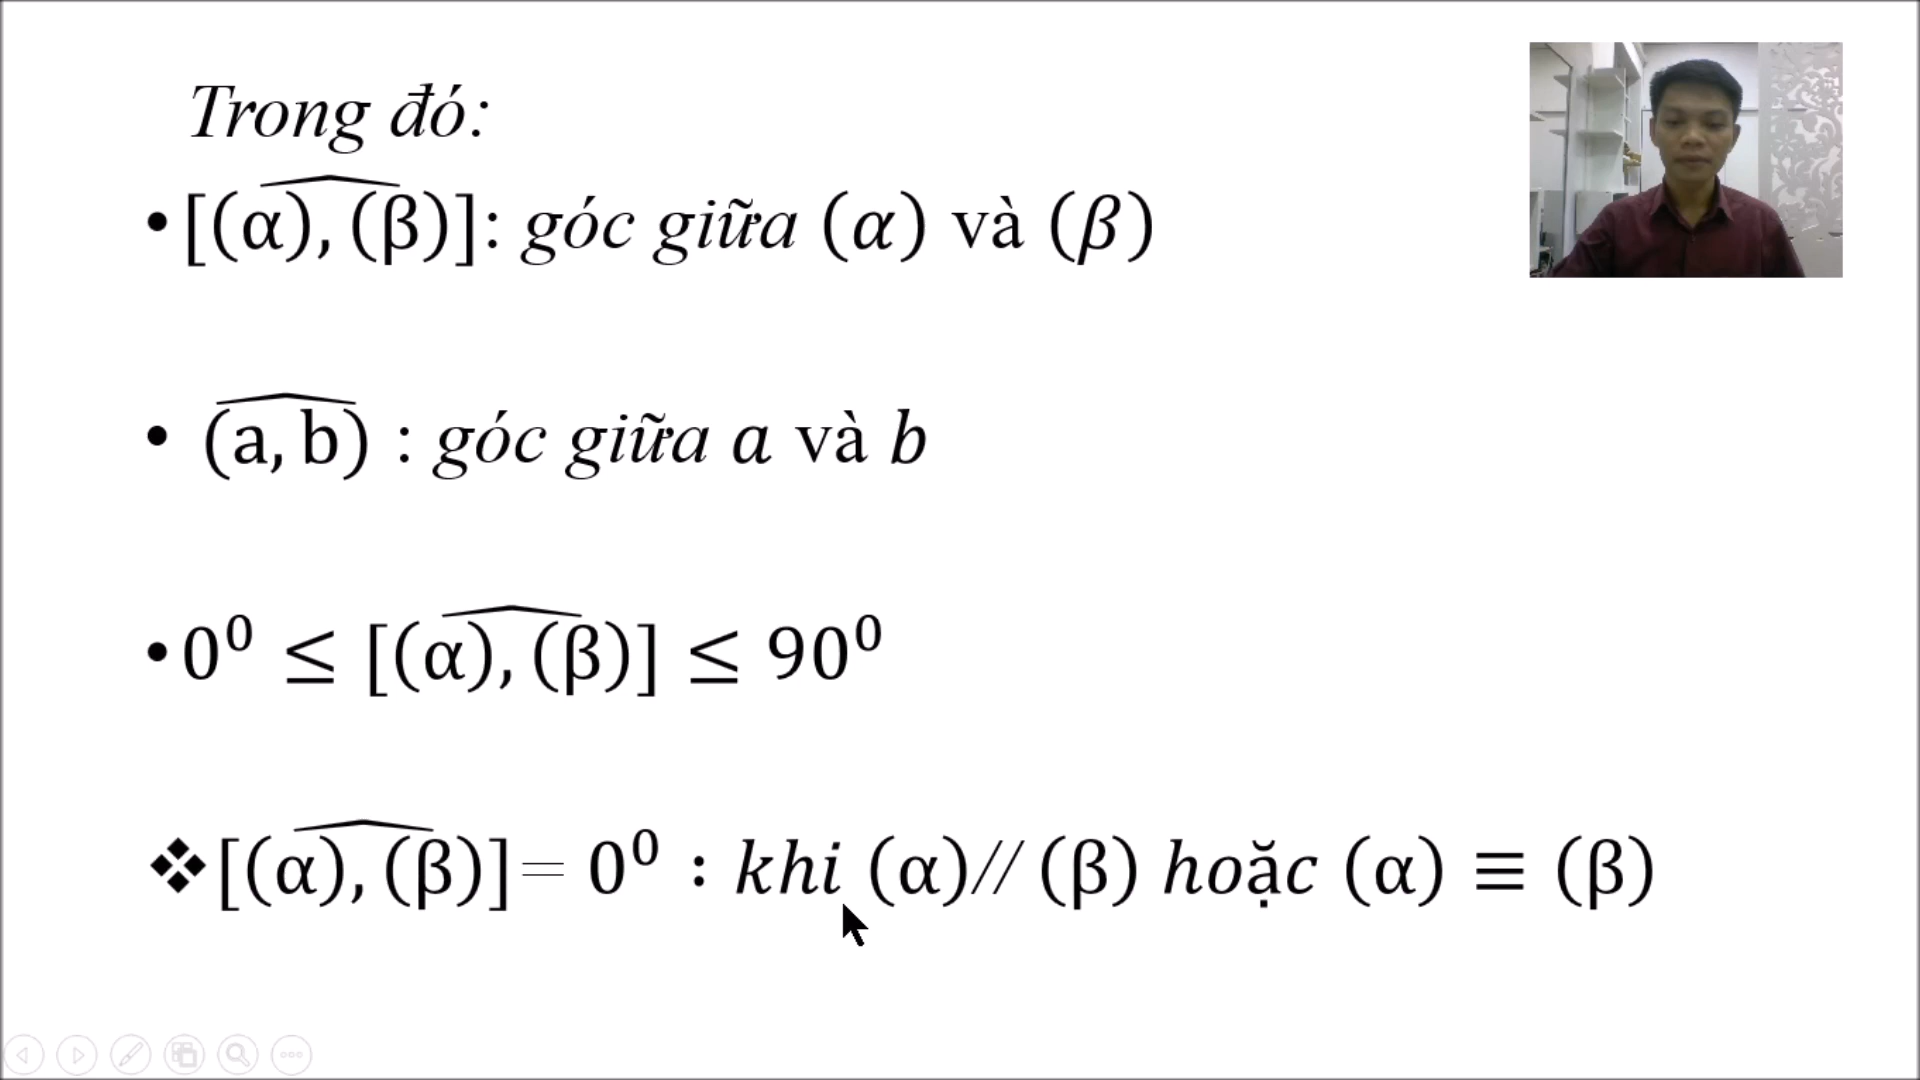 Trong đó:
• [(α), (β)]: góc giữa (α) và (β)
• (a, b) : góc giữa a và b
• 0⁰ ≤ [(α), (β)] ≤ 90⁰
❖ [(α), (β)] = 0⁰ : khi (α)// (β) hoặc (α) ≡ (β)